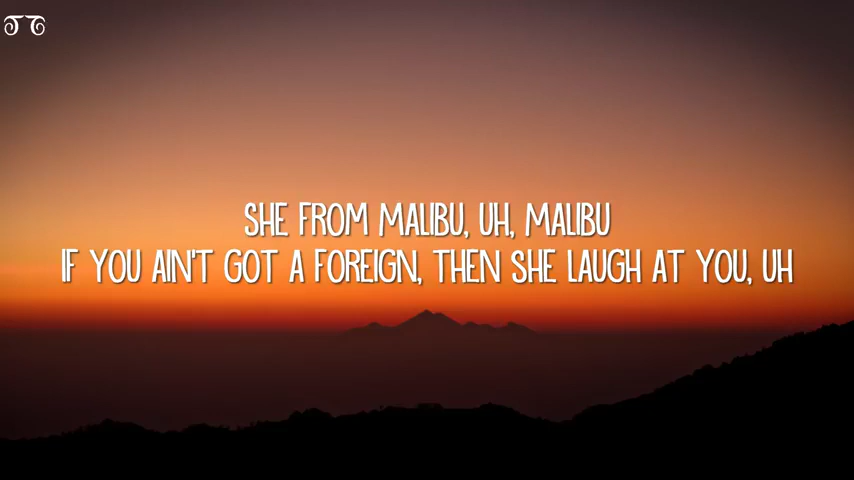 SHE FROM MALIBU, UH, MALIBU
IF YOU AIN'T GOT A FOREIGN, THEN SHE LAUGH AT YOU, UH